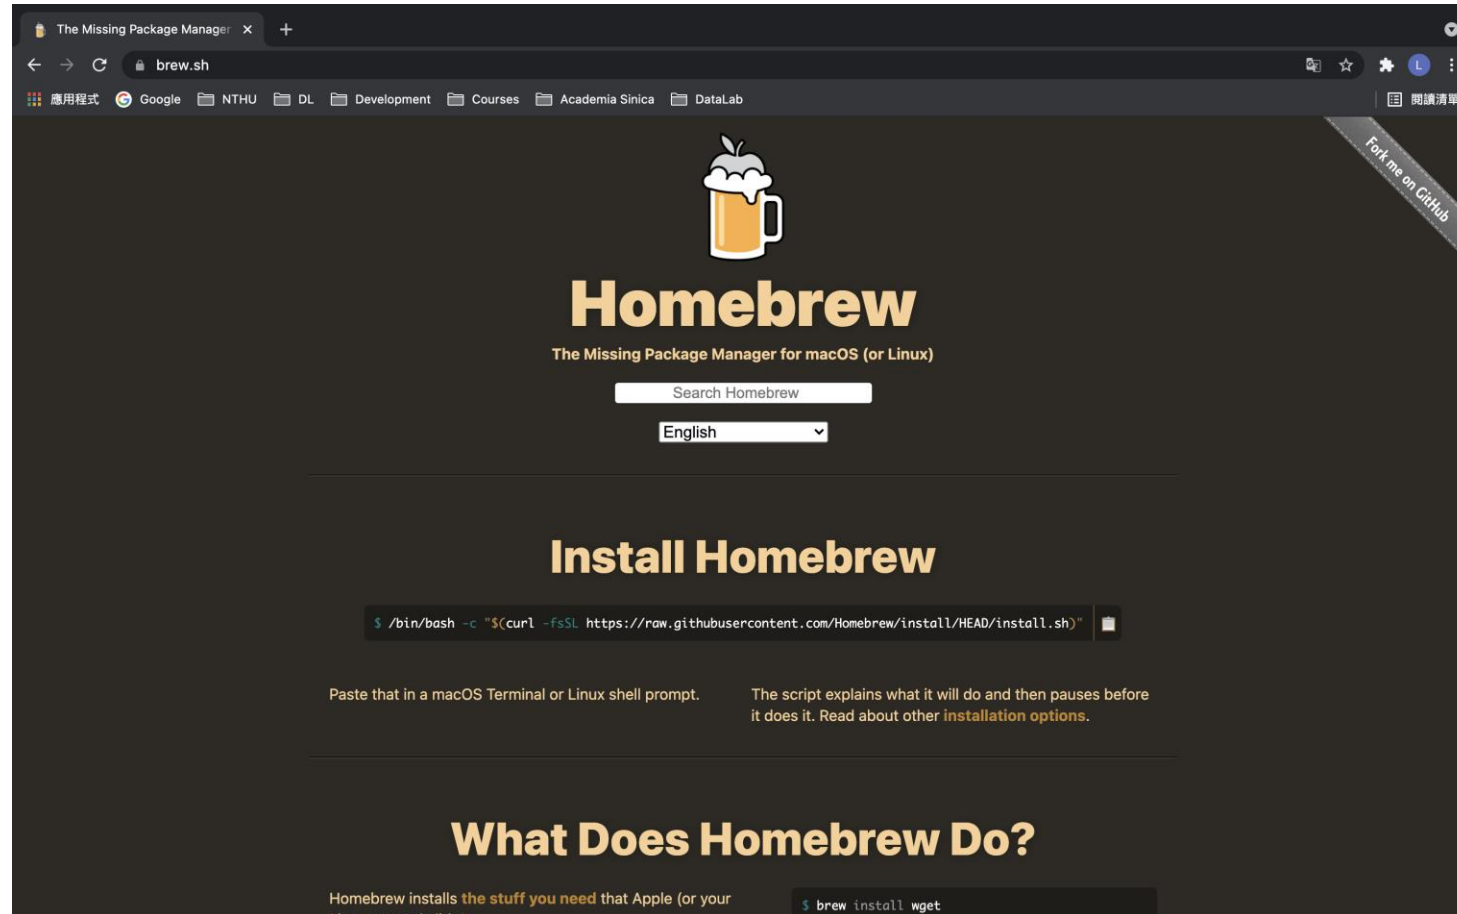 The Missing Package Manager
brew.sh
L
應用程式 Google NTHU DL Development Courses Academia Sinica DataLab 閱讀清單
Fork me on GitHub
Homebrew
The Missing Package Manager for macOS (or Linux)
Search Homebrew
English
Install Homebrew
$ /bin/bash -c "$(curl -fsSL https://raw.githubusercontent.com/Homebrew/install/HEAD/install.sh)"
Paste that in a macOS Terminal or Linux shell prompt.
The script explains what it will do and then pauses before
it does it. Read about other installation options.
What Does Homebrew Do?
Homebrew installs the stuff you need that Apple (or your
$ brew install wget